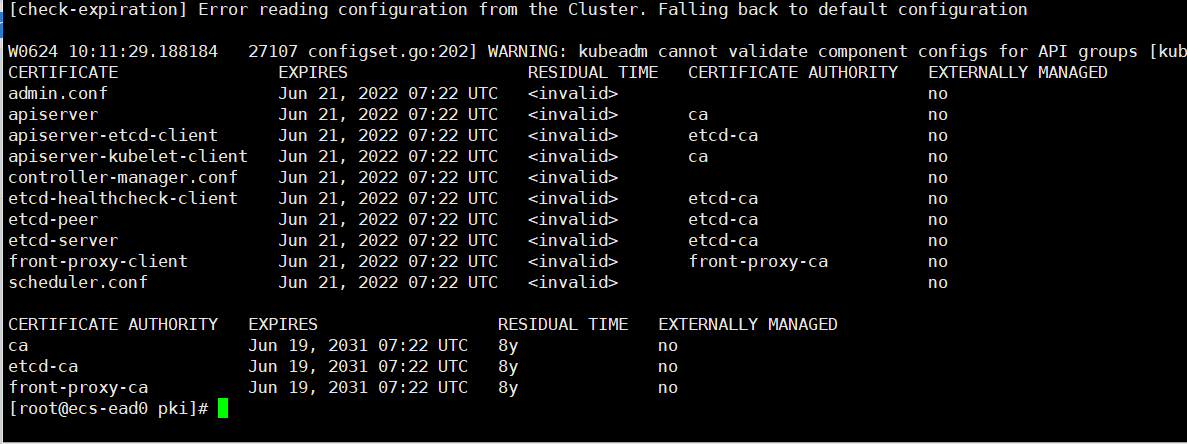 [check-expiration] Error reading configuration from the Cluster. Falling back to default configuration
W0624 10:11:29.188184   27107 configset.go:202] WARNING: kubeadm cannot validate component configs for API groups [kub
CERTIFICATE                EXPIRES                  RESIDUAL TIME   CERTIFICATE AUTHORITY   EXTERNALLY MANAGED
admin.conf                 Jun 21, 2022 07:22 UTC   <invalid>                               no
apiserver                  Jun 21, 2022 07:22 UTC   <invalid>       ca                      no
apiserver-etcd-client      Jun 21, 2022 07:22 UTC   <invalid>       etcd-ca                 no
apiserver-kubelet-client   Jun 21, 2022 07:22 UTC   <invalid>       ca                      no
controller-manager.conf    Jun 21, 2022 07:22 UTC   <invalid>                               no
etcd-healthcheck-client    Jun 21, 2022 07:22 UTC   <invalid>       etcd-ca                 no
etcd-peer                  Jun 21, 2022 07:22 UTC   <invalid>       etcd-ca                 no
etcd-server                Jun 21, 2022 07:22 UTC   <invalid>       etcd-ca                 no
front-proxy-client         Jun 21, 2022 07:22 UTC   <invalid>       front-proxy-ca          no
scheduler.conf             Jun 21, 2022 07:22 UTC   <invalid>                               no
CERTIFICATE AUTHORITY   EXPIRES                  RESIDUAL TIME   EXTERNALLY MANAGED
ca                      Jun 19, 2031 07:22 UTC   8y              no
etcd-ca                 Jun 19, 2031 07:22 UTC   8y              no
front-proxy-ca          Jun 19, 2031 07:22 UTC   8y              no
[root@ecs-ead0 pki]#